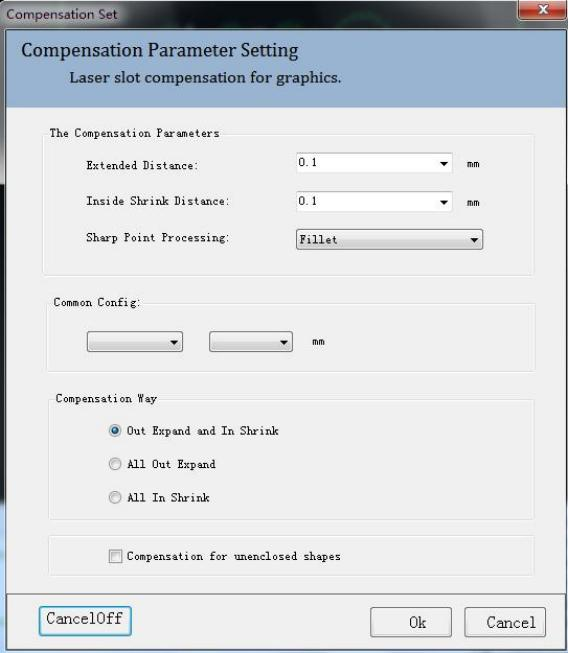 Compensation Set
Compensation Parameter Setting
Laser slot compensation for graphics.
The Compensation Parameters
Extended Distance: 0.1 mm
Inside Shrink Distance: 0.1 mm
Sharp Point Processing: Fillet
Common Config:
mm
Compensation Way
Out Expand and In Shrink
All Out Expand
All In Shrink
Compensation for unenclosed shapes
CancelOff Ok Cancel